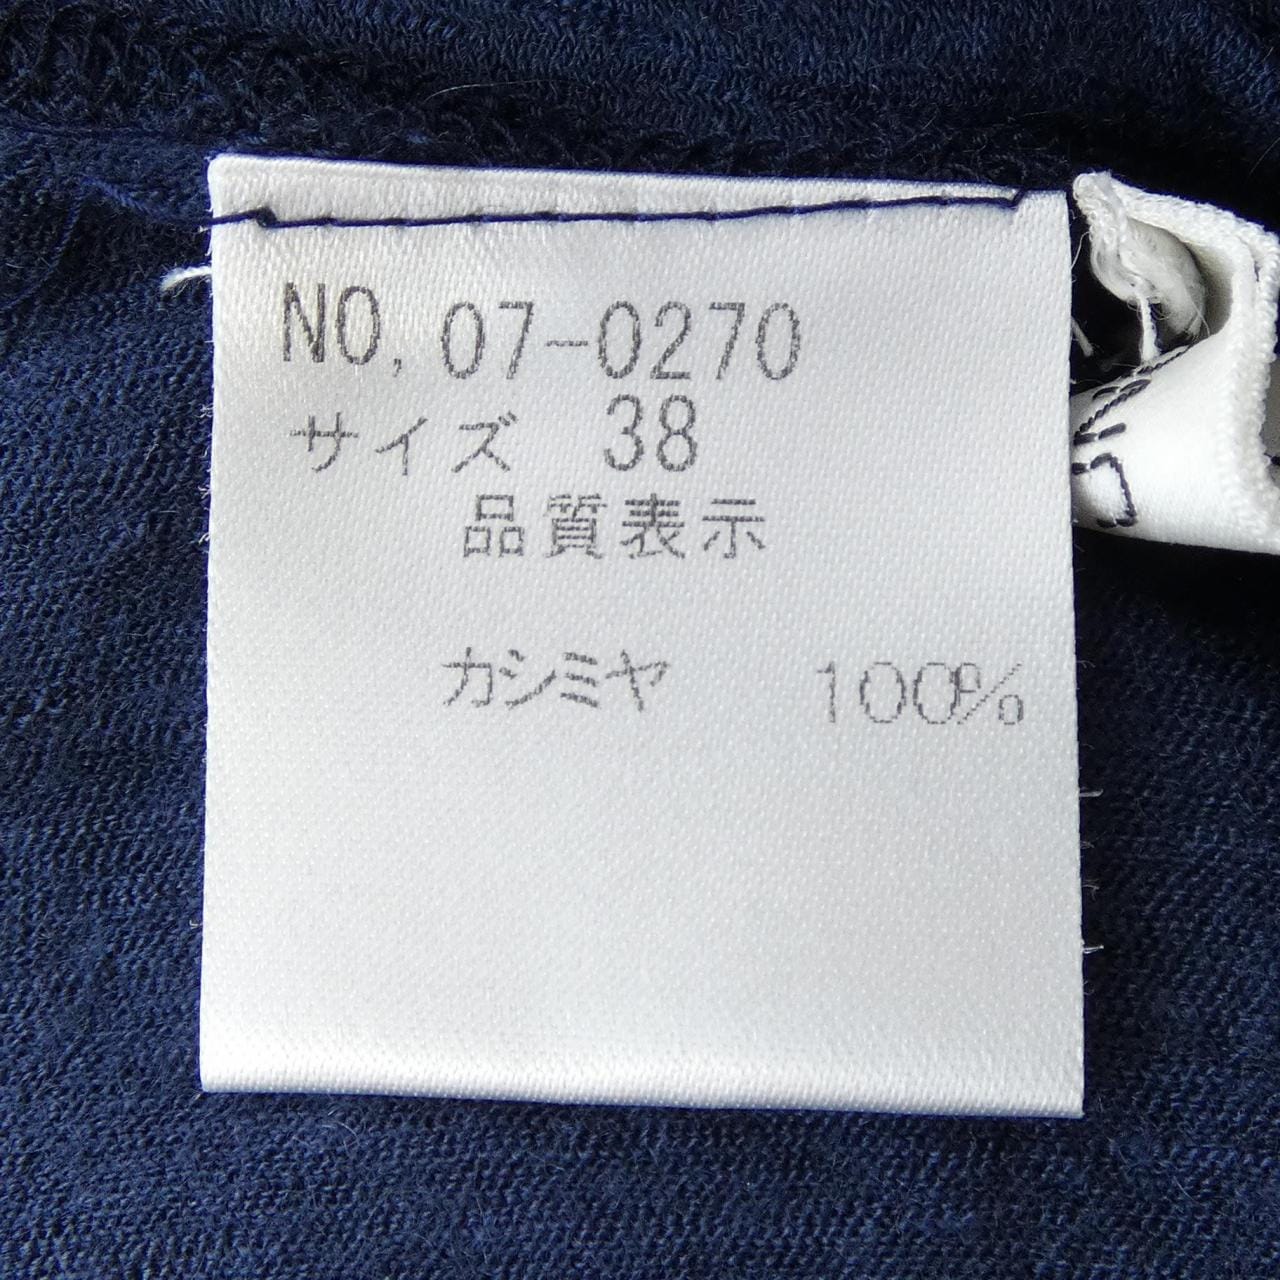 NO. 07-0270
サイズ 38
品質表示
カシミヤ 100%